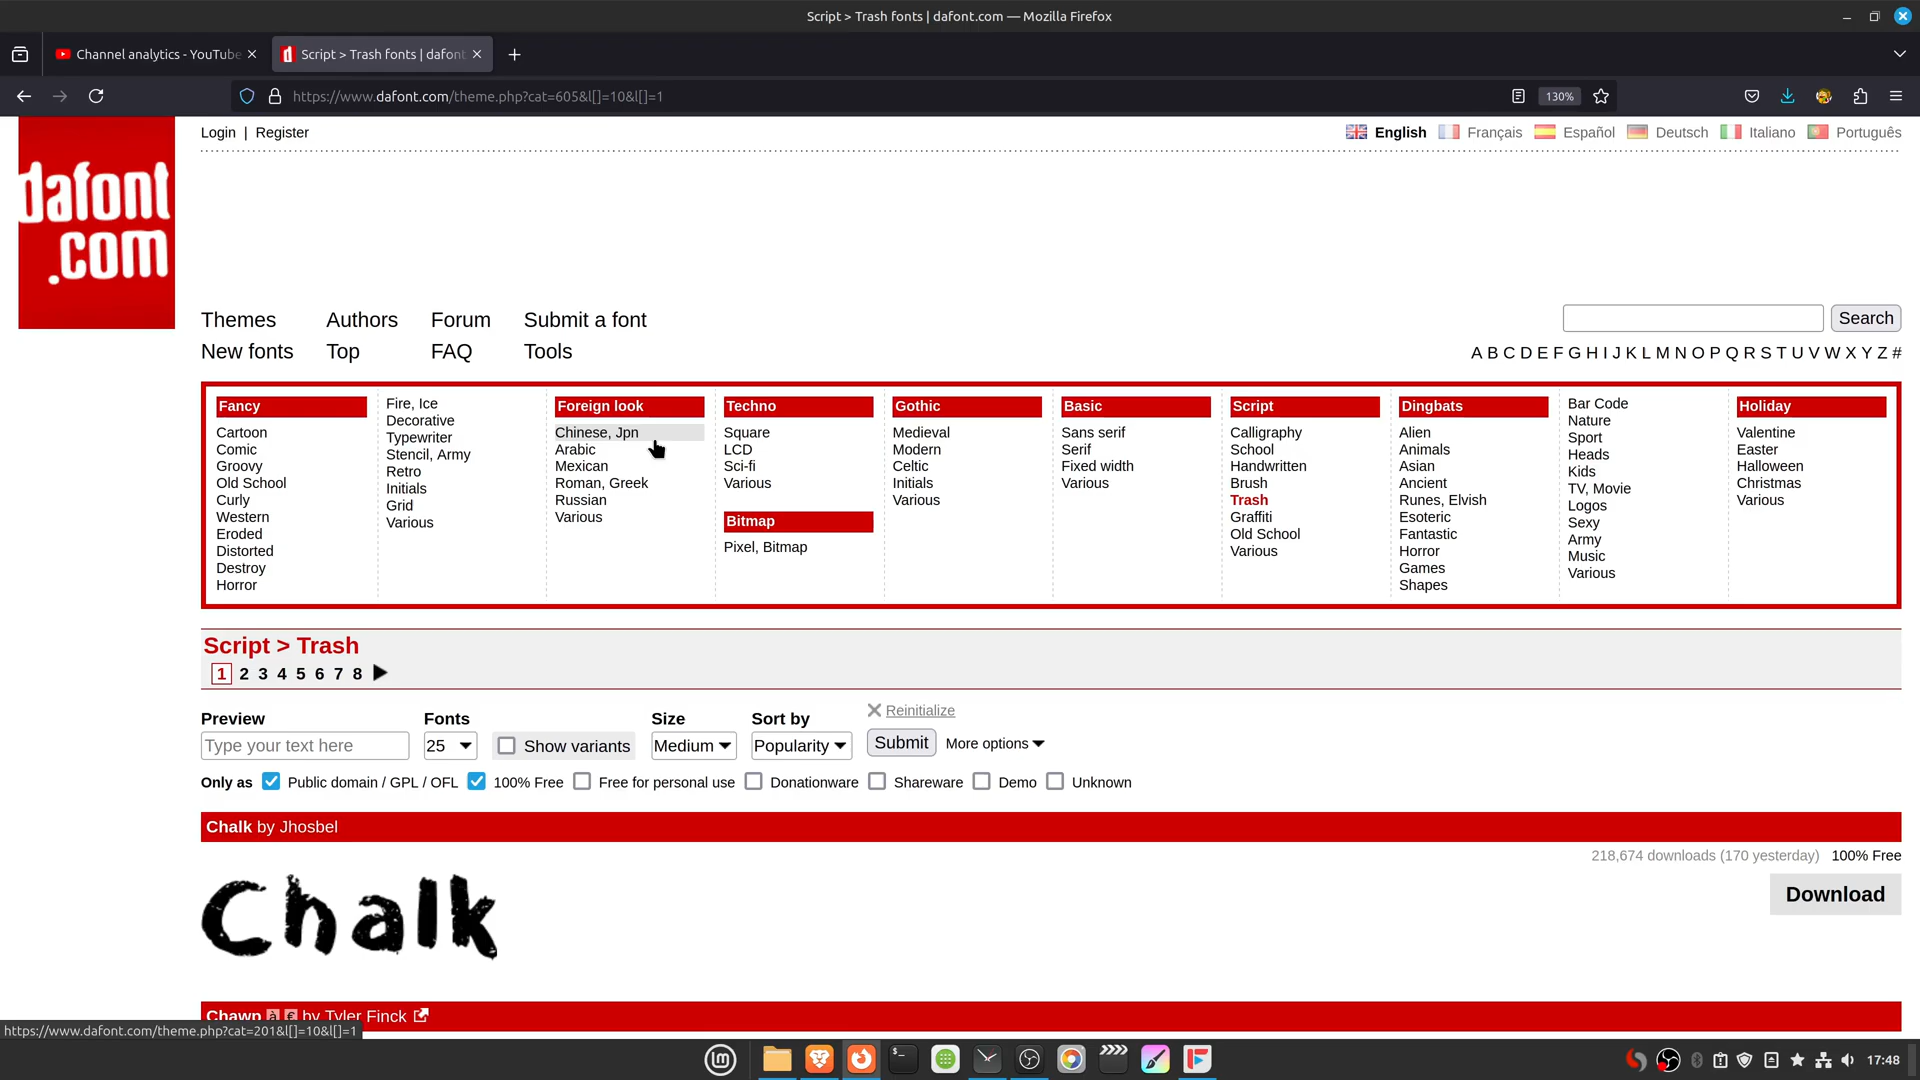 Script > Trash fonts | dafont.com — Mozilla Firefox
Channel analytics - YouTube
Script > Trash fonts | dafont
https://www.dafont.com/theme.php?cat=605&l[]=10&l[]=1
130%
dafont
.com
Login | Register
English Français Español Deutsch Italiano Português
Themes Authors Forum Submit a font
Search
New fonts Top FAQ Tools
A B C D E F G H I J K L M N O P Q R S T U V W X Y Z #
Fancy
Cartoon
Comic
Groovy
Old School
Curly
Western
Eroded
Distorted
Destroy
Horror
Fire, Ice
Decorative
Typewriter
Stencil, Army
Retro
Initials
Grid
Various
Foreign look
Chinese, Jpn
Arabic
Mexican
Roman, Greek
Russian
Various
Techno
Square
LCD
Sci-fi
Various
Bitmap
Pixel, Bitmap
Gothic
Medieval
Modern
Celtic
Initials
Various
Basic
Sans serif
Serif
Fixed width
Various
Script
Calligraphy
School
Handwritten
Brush
Trash
Graffiti
Old School
Various
Dingbats
Alien
Animals
Asian
Ancient
Runes, Elvish
Esoteric
Fantastic
Horror
Games
Shapes
Bar Code
Nature
Sport
Heads
Kids
TV, Movie
Logos
Sexy
Army
Music
Various
Holiday
Valentine
Easter
Halloween
Christmas
Various
Script > Trash
1 2 3 4 5 6 7 8
Preview Fonts Size Sort by Reinitialize
Type your text here 25 Show variants Medium Popularity Submit More options
Only as Public domain / GPL / OFL 100% Free Free for personal use Donationware Shareware Demo Unknown
Chalk by Jhosbel
218,674 downloads (170 yesterday) 100% Free
Download
Chalk
Chawp à € by Tyler Finck
https://www.dafont.com/theme.php?cat=201&l[]=10&l[]=1
17:48